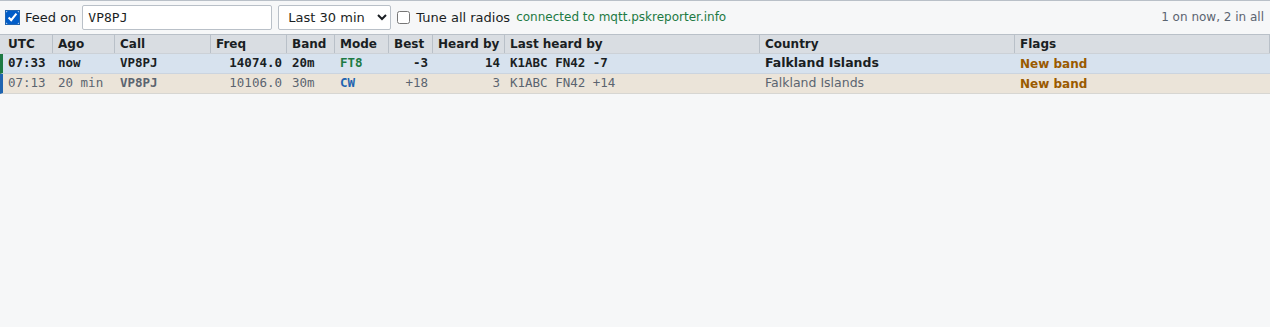 Feed on VP8PJ Last 30 min Tune all radios connected to mqtt.pskreporter.info 1 on now, 2 in all
UTC Ago Call Freq Band Mode Best Heard by Last heard by Country Flags
07:33 now VP8PJ 14074.0 20m FT8 -3 14 K1ABC FN42 -7 Falkland Islands New band
07:13 20 min VP8PJ 10106.0 30m CW +18 3 K1ABC FN42 +14 Falkland Islands New band